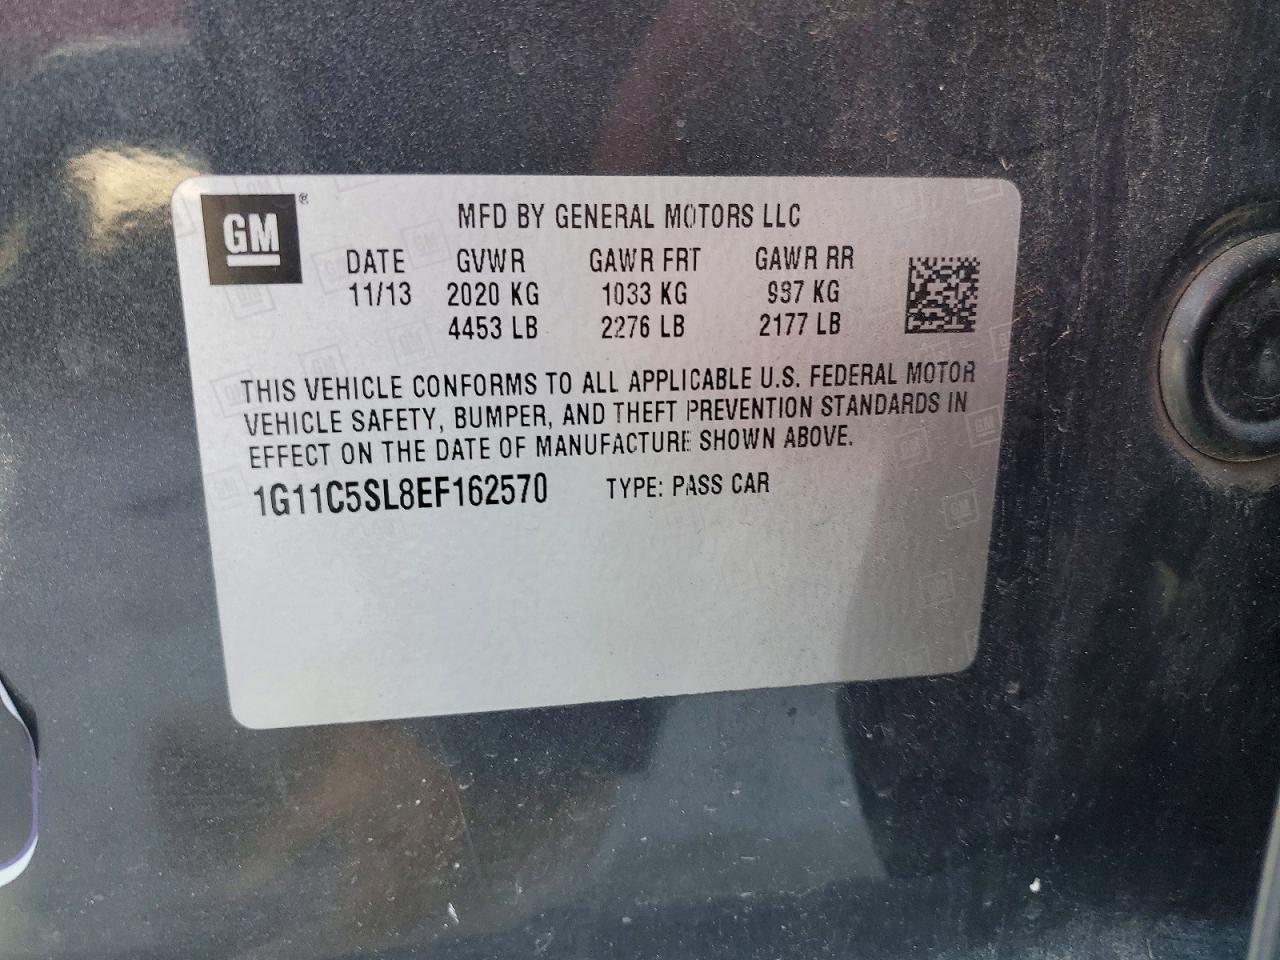 GM ®
MFD BY GENERAL MOTORS LLC
DATE GVWR GAWR FRT GAWR RR
11/13 2020 KG 1033 KG 987 KG
4453 LB 2276 LB 2177 LB
THIS VEHICLE CONFORMS TO ALL APPLICABLE U.S. FEDERAL MOTOR
VEHICLE SAFETY, BUMPER, AND THEFT PREVENTION STANDARDS IN
EFFECT ON THE DATE OF MANUFACTURE SHOWN ABOVE.
1G11C5SL8EF162570 TYPE: PASS CAR